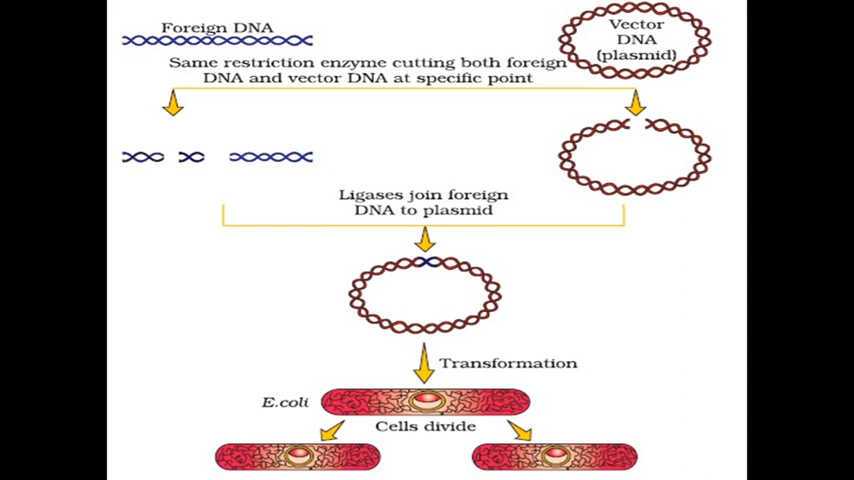 Foreign DNA
Vector
DNA
(plasmid)
Same restriction enzyme cutting both foreign
DNA and vector DNA at specific point
Ligases join foreign
DNA to plasmid
Transformation
E.coli
Cells divide